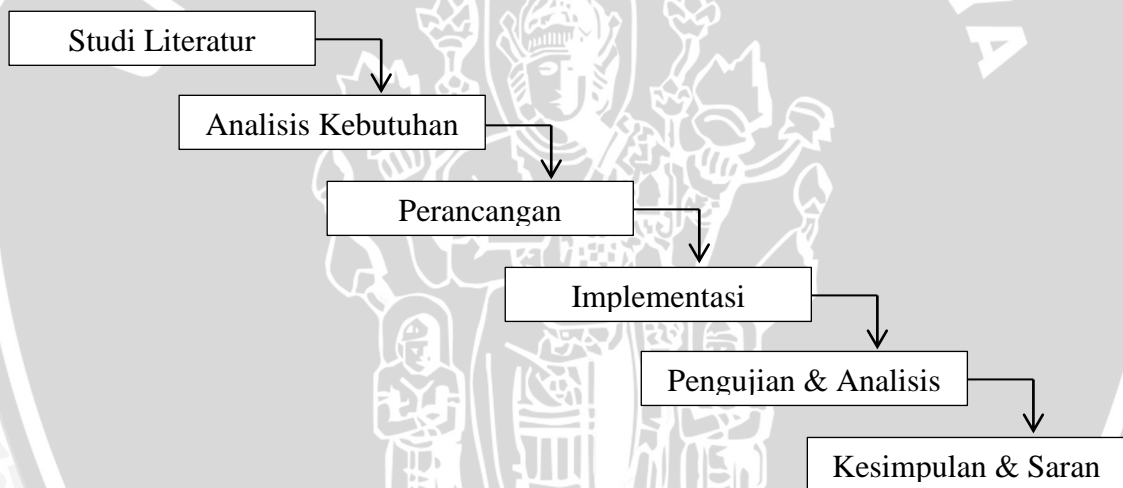 Studi Literatur
Analisis Kebutuhan
Perancangan
Implementasi
Pengujian & Analisis
Kesimpulan & Saran